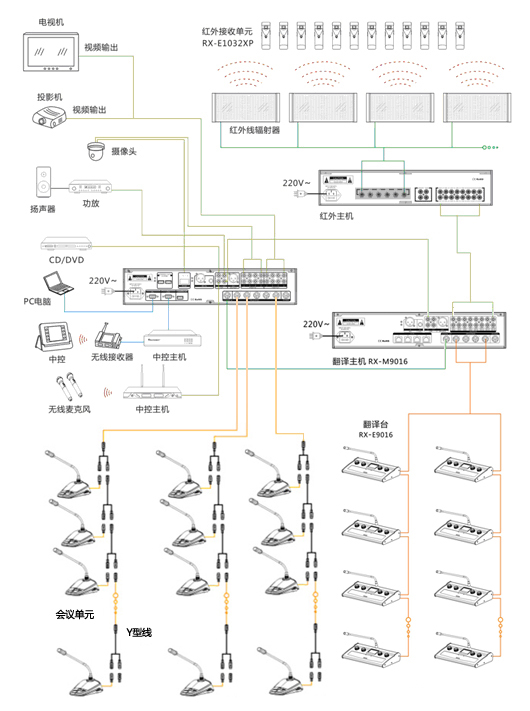 电视机
视频输出
投影机
视频输出
摄像头
扬声器
功放
CD/DVD
PC电脑
中控
无线接收器
中控主机
无线麦克风
中控主机
220V~
红外接收单元
RX-E1032XP
红外线辐射器
220V~
红外主机
220V~
翻译主机 RX-M9016
翻译台
RX-E9016
会议单元
Y型线